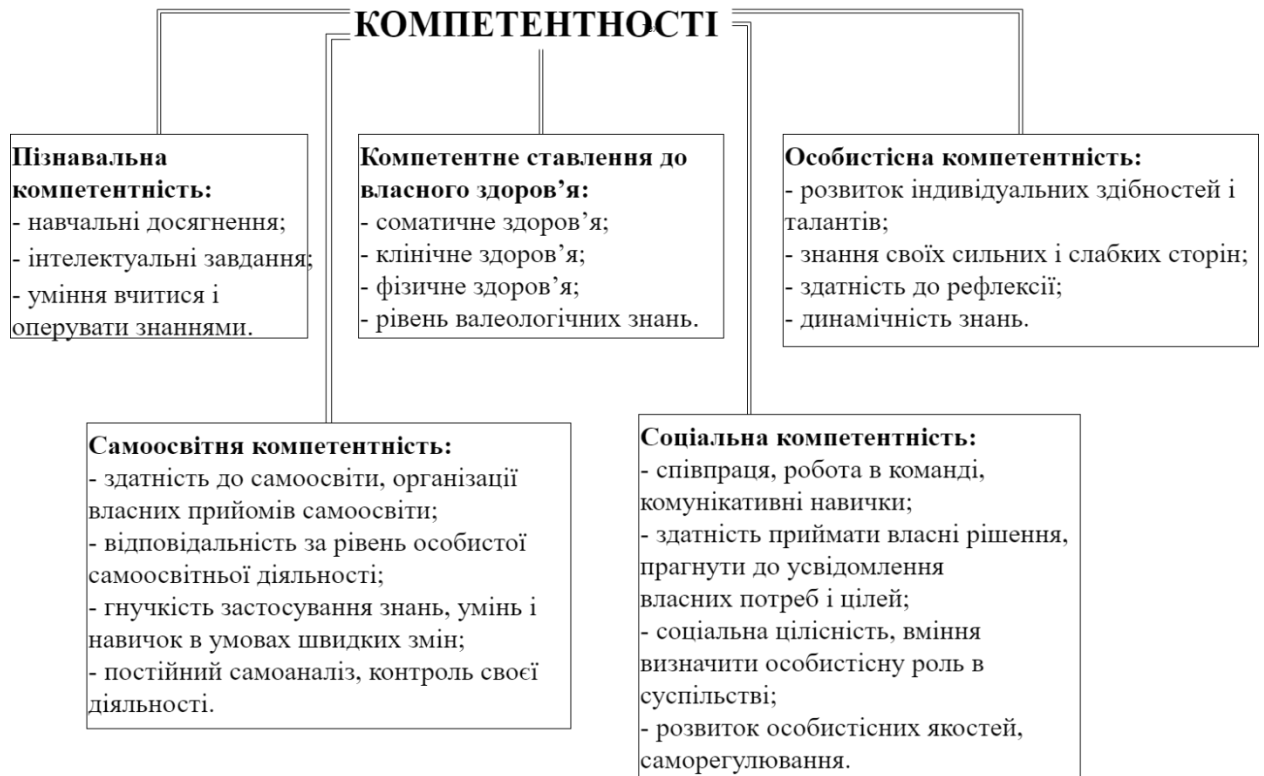 КОМПЕТЕНТНОСТІ
Пізнавальна
компетентність:
- навчальні досягнення;
- інтелектуальні завдання;
- уміння вчитися і
оперувати знаннями.
Компетентне ставлення до
власного здоров’я:
- соматичне здоров’я;
- клінічне здоров’я;
- фізичне здоров’я;
- рівень валеологічних знань.
Особистісна компетентність:
- розвиток індивідуальних здібностей і
талантів;
- знання своїх сильних і слабких сторін;
- здатність до рефлексії;
- динамічність знань.
Самоосвітня компетентність:
- здатність до самоосвіти, організації
власних прийомів самоосвіти;
- відповідальність за рівень особистої
самоосвітньої діяльності;
- гнучкість застосування знань, умінь і
навичок в умовах швидких змін;
- постійний самоаналіз, контроль своєї
діяльності.
Соціальна компетентність:
- співпраця, робота в команді,
комунікативні навички;
- здатність приймати власні рішення,
прагнути до усвідомлення
власних потреб і цілей;
- соціальна цілісність, вміння
визначити особистісну роль в
суспільстві;
- розвиток особистісних якостей,
саморегулювання.